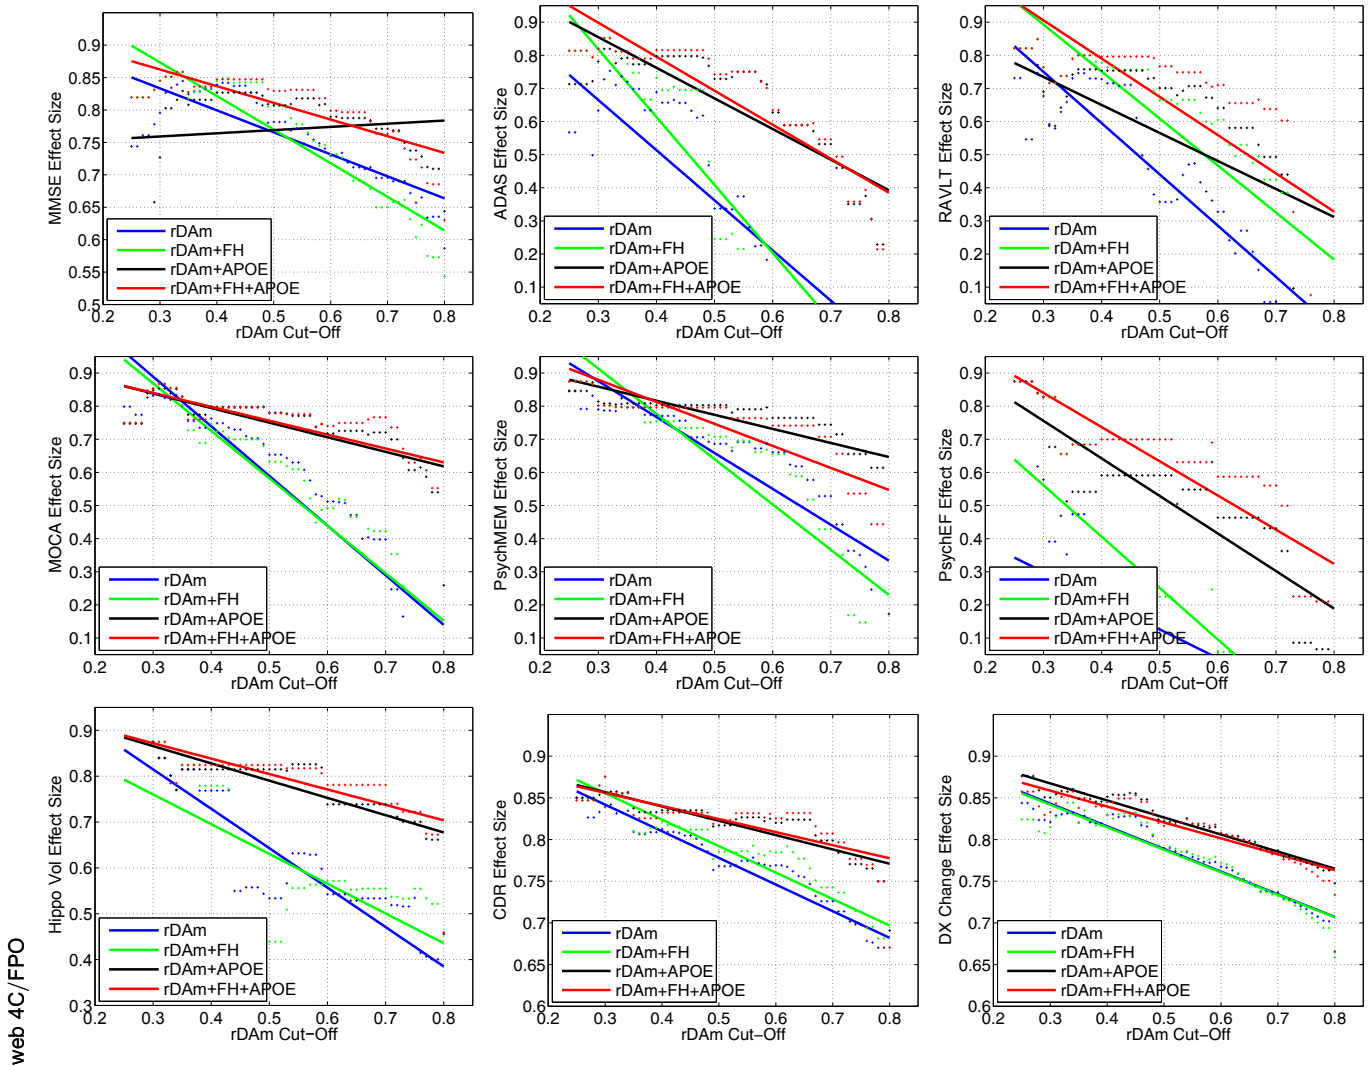 MMSE Effect Size
0.9
0.85
0.8
0.75
0.7
0.65
0.6
0.55
0.5
rDAm
rDAm+FH
rDAm+APOE
rDAm+FH+APOE
0.2 0.3 0.4 0.5 0.6 0.7 0.8
rDAm Cut-Off
ADAS Effect Size
0.9
0.8
0.7
0.6
0.5
0.4
0.3
0.2
0.1
rDAm
rDAm+FH
rDAm+APOE
rDAm+FH+APOE
0.2 0.3 0.4 0.5 0.6 0.7 0.8
rDAm Cut-Off
RAVLT Effect Size
0.9
0.8
0.7
0.6
0.5
0.4
0.3
0.2
0.1
rDAm
rDAm+FH
rDAm+APOE
rDAm+FH+APOE
0.2 0.3 0.4 0.5 0.6 0.7 0.8
rDAm Cut-Off
MOCA Effect Size
0.9
0.8
0.7
0.6
0.5
0.4
0.3
0.2
0.1
rDAm
rDAm+FH
rDAm+APOE
rDAm+FH+APOE
0.2 0.3 0.4 0.5 0.6 0.7 0.8
rDAm Cut-Off
PsychMEM Effect Size
0.9
0.8
0.7
0.6
0.5
0.4
0.3
0.2
0.1
rDAm
rDAm+FH
rDAm+APOE
rDAm+FH+APOE
0.2 0.3 0.4 0.5 0.6 0.7 0.8
rDAm Cut-Off
PsychEF Effect Size
0.9
0.8
0.7
0.6
0.5
0.4
0.3
0.2
0.1
rDAm
rDAm+FH
rDAm+APOE
rDAm+FH+APOE
0.2 0.3 0.4 0.5 0.6 0.7 0.8
rDAm Cut-Off
Hippo Vol Effect Size
0.9
0.8
0.7
0.6
0.5
0.4
0.3
rDAm
rDAm+FH
rDAm+APOE
rDAm+FH+APOE
0.2 0.3 0.4 0.5 0.6 0.7 0.8
rDAm Cut-Off
CDR Effect Size
0.9
0.85
0.8
0.75
0.7
0.65
0.6
rDAm
rDAm+FH
rDAm+APOE
rDAm+FH+APOE
0.2 0.3 0.4 0.5 0.6 0.7 0.8
rDAm Cut-Off
DX Change Effect Size
0.9
0.85
0.8
0.75
0.7
0.65
0.6
rDAm
rDAm+FH
rDAm+APOE
rDAm+FH+APOE
0.2 0.3 0.4 0.5 0.6 0.7 0.8
rDAm Cut-Off
web 4C/FPO